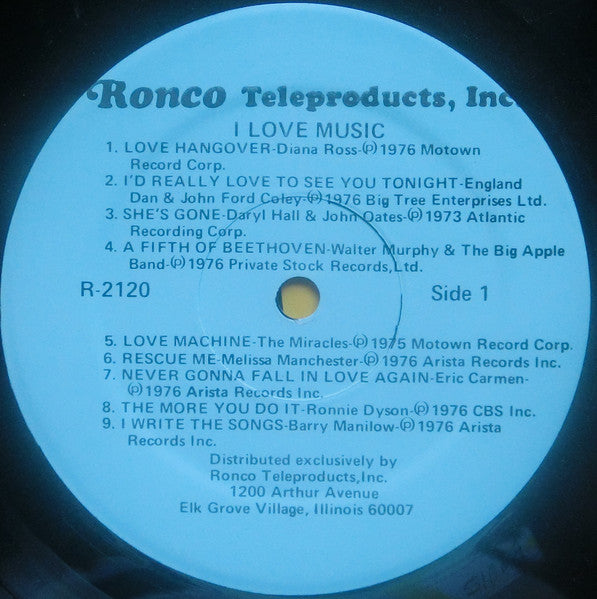 Ronco Teleproducts, Inc.
I LOVE MUSIC
1. LOVE HANGOVER-Diana Ross-℗1976 Motown
Record Corp.
2. I'D REALLY LOVE TO SEE YOU TONIGHT-England
Dan & John Ford Coley-℗1976 Big Tree Enterprises Ltd.
3. SHE'S GONE-Daryl Hall & John Oates-℗1973 Atlantic
Recording Corp.
4. A FIFTH OF BEETHOVEN-Walter Murphy & The Big Apple
Band-℗1976 Private Stock Records,Ltd.
R-2120
Side 1
5. LOVE MACHINE-The Miracles-℗1975 Motown Record Corp.
6. RESCUE ME-Melissa Manchester-℗1976 Arista Records Inc.
7. NEVER GONNA FALL IN LOVE AGAIN-Eric Carmen-
℗1976 Arista Records Inc.
8. THE MORE YOU DO IT-Ronnie Dyson-℗1976 CBS Inc.
9. I WRITE THE SONGS-Barry Manilow-℗1976 Arista
Records Inc.
Distributed exclusively by
Ronco Teleproducts,Inc.
1200 Arthur Avenue
Elk Grove Village, Illinois 60007